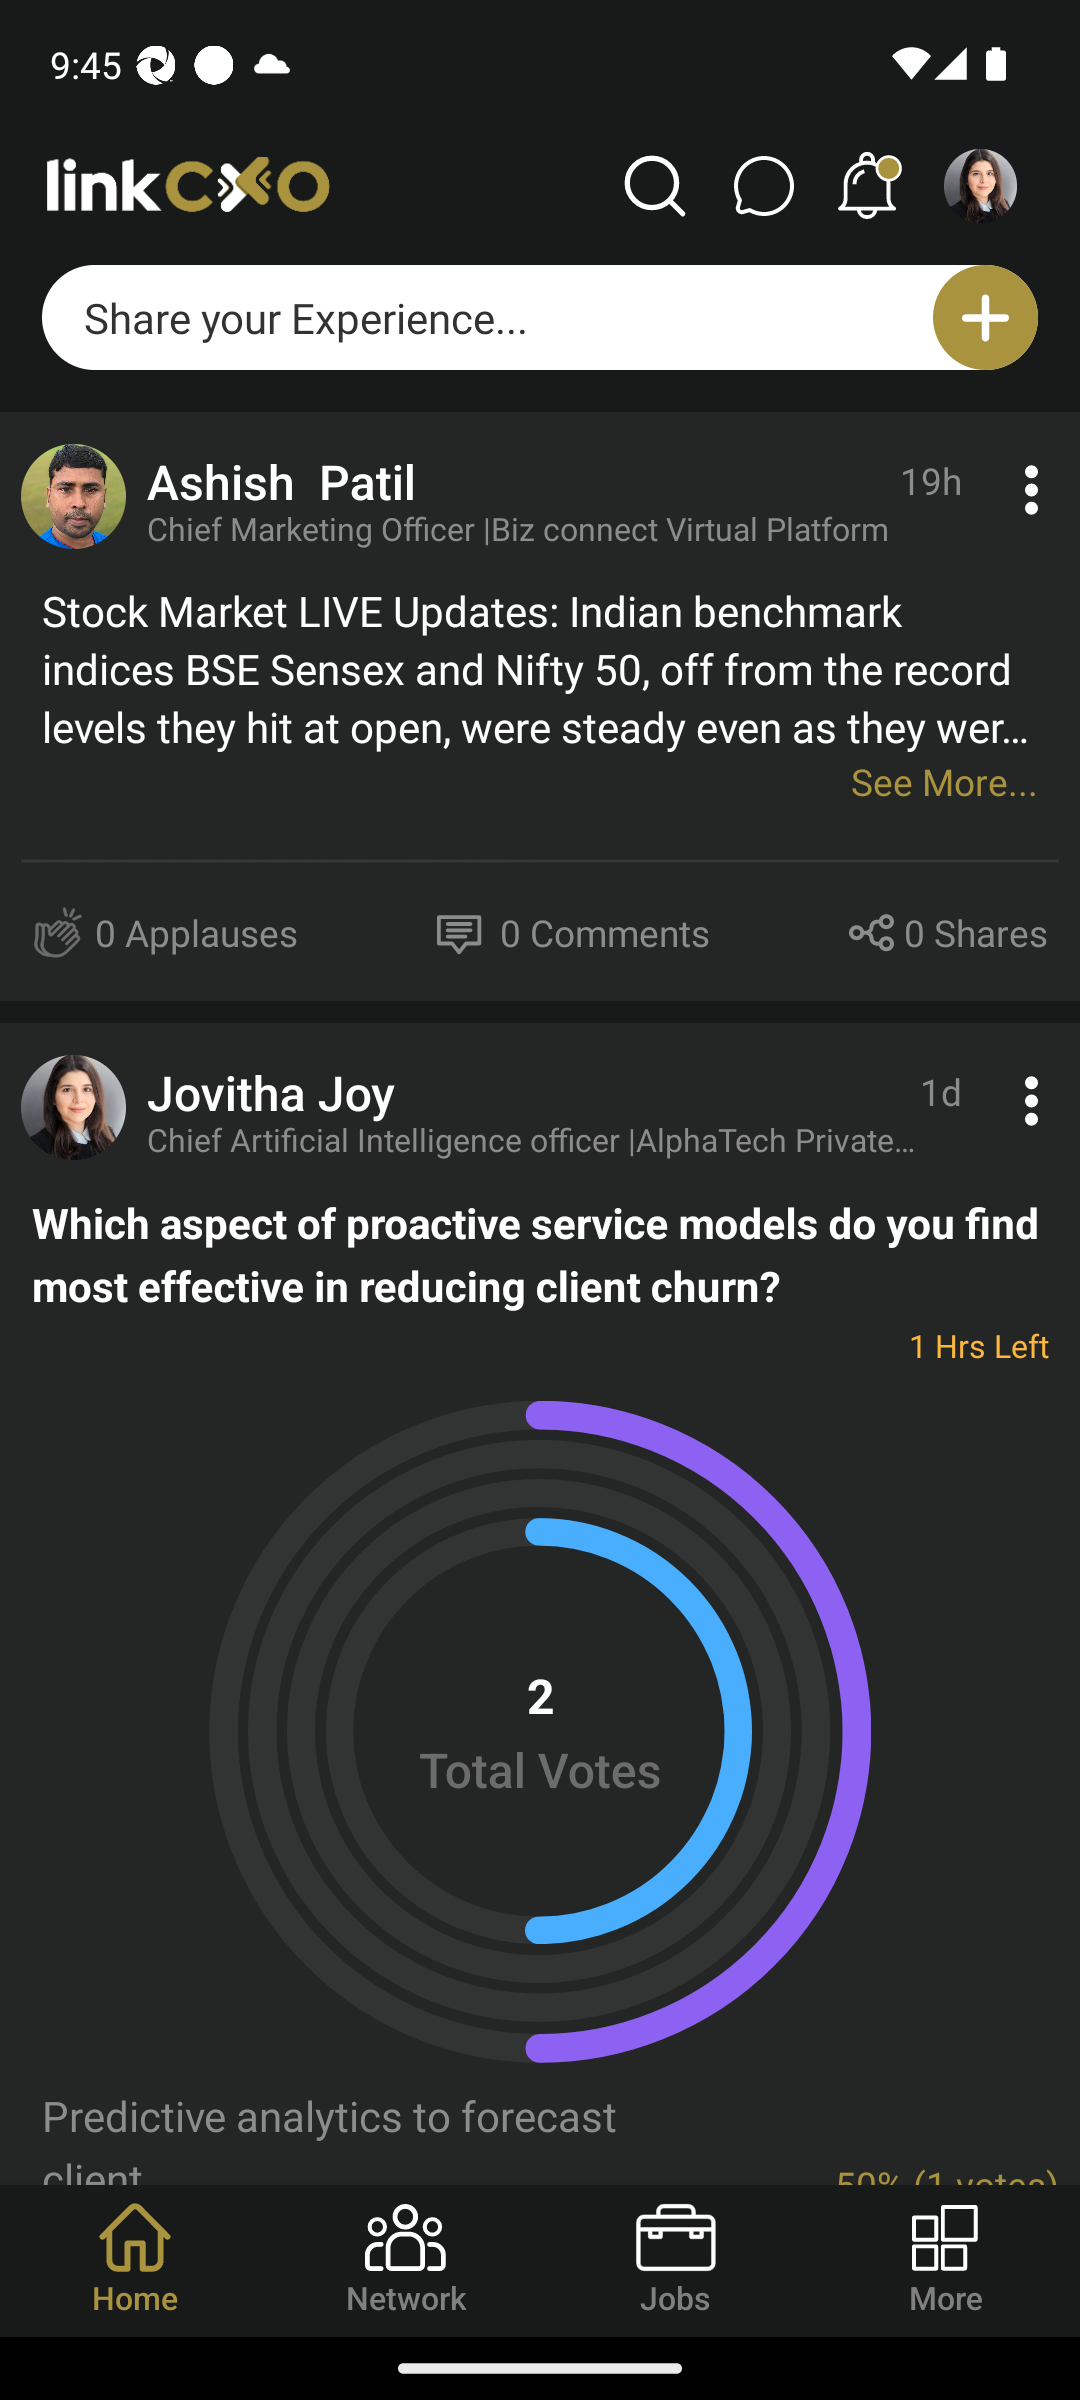 9:45
linkCXO
Share your Experience...
Ashish Patil
19h
Chief Marketing Officer |Biz connect Virtual Platform
Stock Market LIVE Updates: Indian benchmark
indices BSE Sensex and Nifty 50, off from the record
levels they hit at open, were steady even as they wer...
See More...
0 Applauses
0 Comments
0 Shares
Jovitha Joy
1d
Chief Artificial Intelligence officer |AlphaTech Private...
Which aspect of proactive service models do you find
most effective in reducing client churn?
1 Hrs Left
2
Total Votes
Predictive analytics to forecast
client
50% (1 votes)
Home
Network
Jobs
More